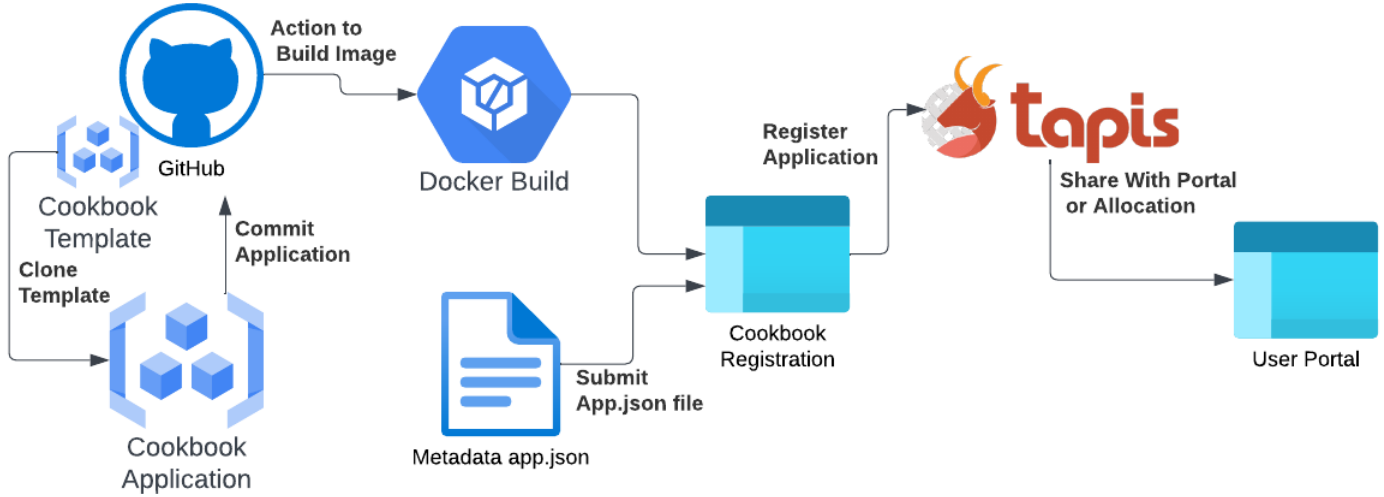 Action to
Build Image
GitHub
Cookbook
Template
Clone
Template
Commit
Application
Cookbook
Application
Docker Build
Metadata app.json
Submit
App.json file
Cookbook
Registration
Register
Application
tapis
Share With Portal
or Allocation
User Portal